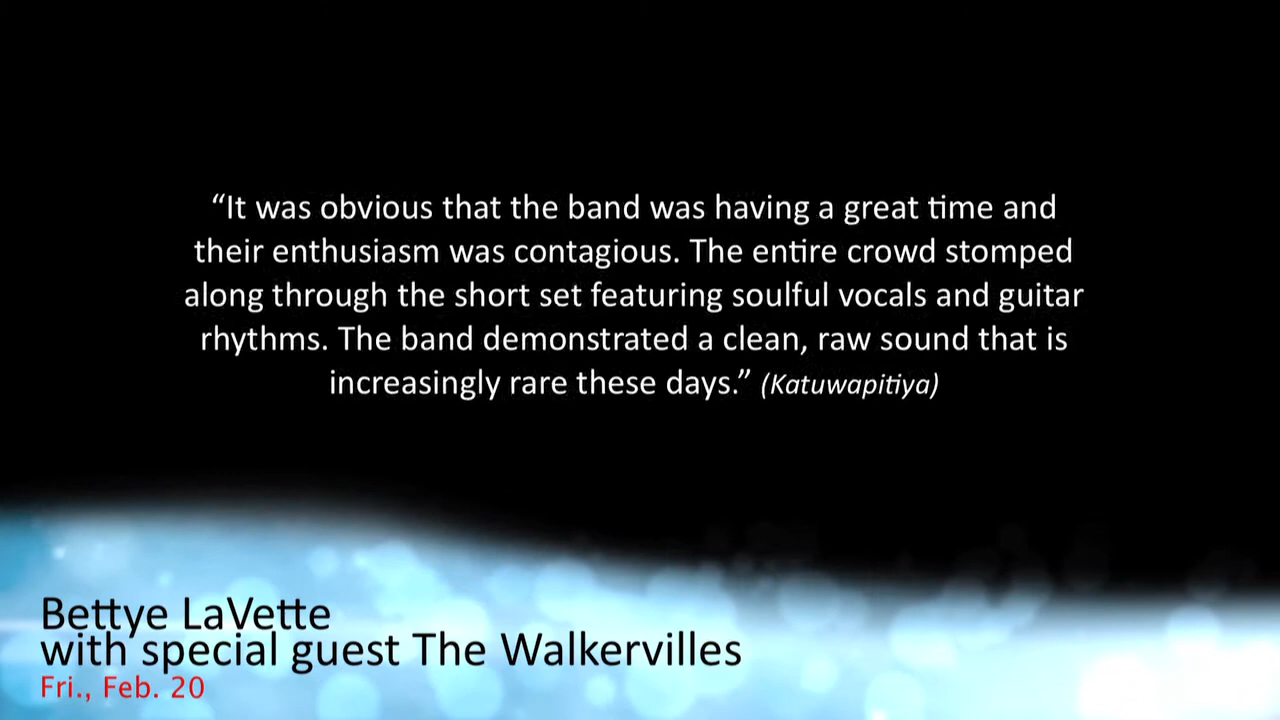 “It was obvious that the band was having a great time and
their enthusiasm was contagious. The entire crowd stomped
along through the short set featuring soulful vocals and guitar
rhythms. The band demonstrated a clean, raw sound that is
increasingly rare these days.” (Katuwapitiya)
Bettye LaVette
with special guest The Walkervilles
Fri., Feb. 20